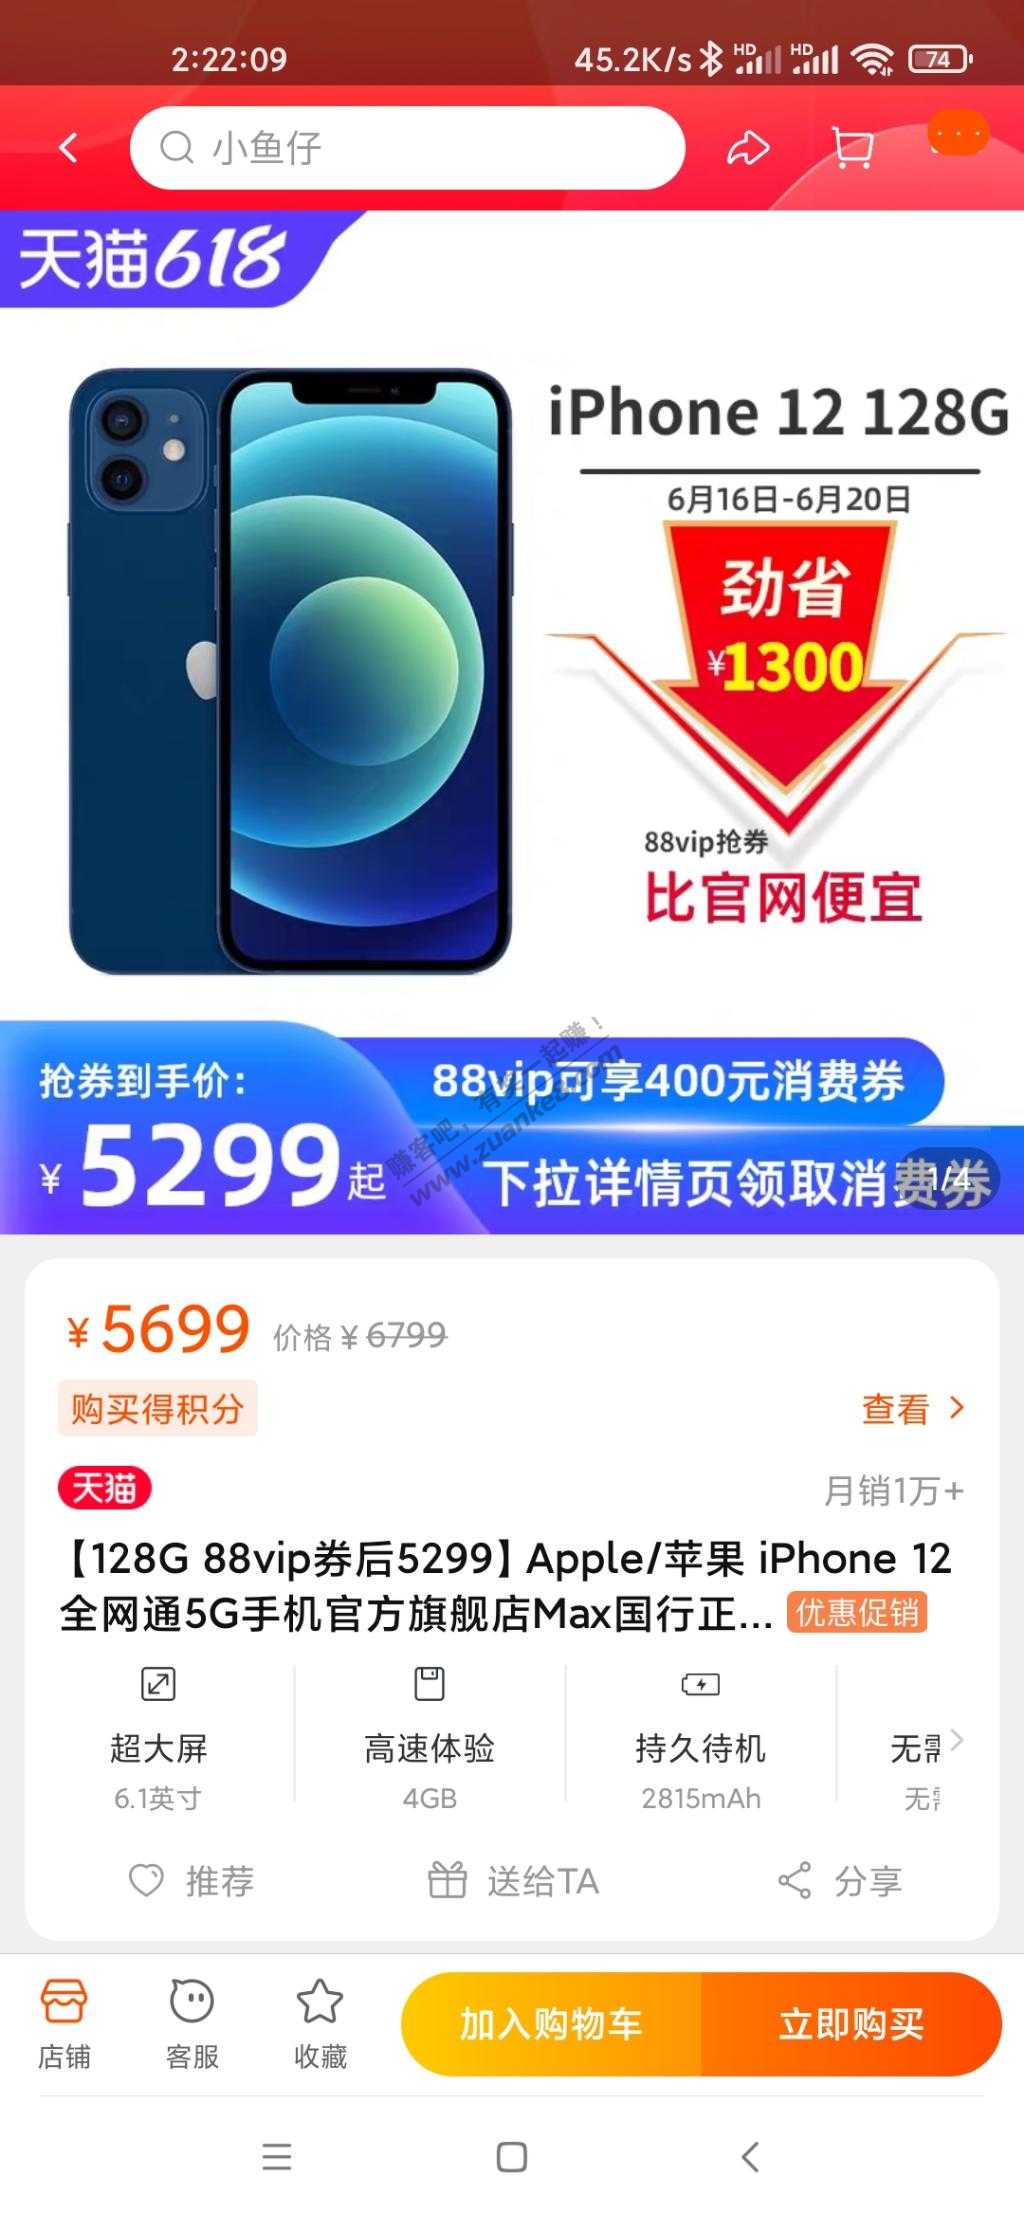 2:22:09 45.2K/s HD HD 74
小鱼仔
天猫618
iPhone 12 128G
6月16日-6月20日
劲省
¥1300
88vip抢券
比官网便宜
抢券到手价:
88vip可享400元消费券
¥5299起
下拉详情页领取消费券
1/4
赚客吧,有奖一起赚!
www.zuanke8.com
¥5699 价格¥6799
购买得积分 查看
天猫 月销1万+
【128G 88vip券后5299】Apple/苹果 iPhone 12
全网通5G手机官方旗舰店Max国行正... 优惠促销
超大屏 高速体验 持久待机 无需
6.1英寸 4GB 2815mAh 无需
推荐 送给TA 分享
店铺 客服 收藏 加入购物车 立即购买